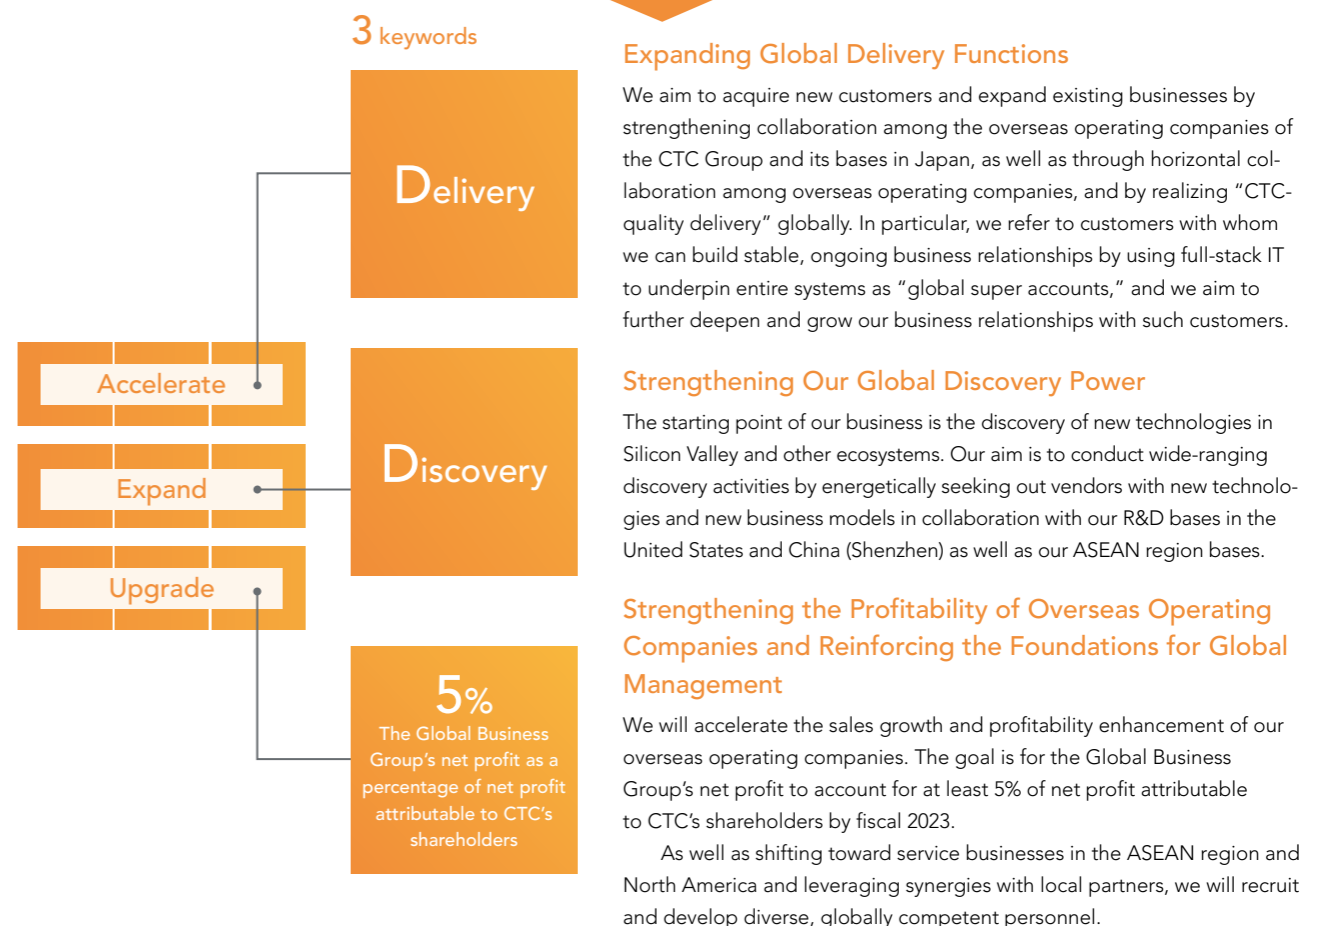 3 keywords
Delivery
Accelerate
Expand
Upgrade
Discovery
5%
The Global Business
Group's net profit as a
percentage of net profit
attributable to CTC's
shareholders
Expanding Global Delivery Functions
We aim to acquire new customers and expand existing businesses by
strengthening collaboration among the overseas operating companies of
the CTC Group and its bases in Japan, as well as through horizontal col-
laboration among overseas operating companies, and by realizing “CTC-
quality delivery” globally. In particular, we refer to customers with whom
we can build stable, ongoing business relationships by using full-stack IT
to underpin entire systems as “global super accounts,” and we aim to
further deepen and grow our business relationships with such customers.
Strengthening Our Global Discovery Power
The starting point of our business is the discovery of new technologies in
Silicon Valley and other ecosystems. Our aim is to conduct wide-ranging
discovery activities by energetically seeking out vendors with new technolo-
gies and new business models in collaboration with our R&D bases in the
United States and China (Shenzhen) as well as our ASEAN region bases.
Strengthening the Profitability of Overseas Operating
Companies and Reinforcing the Foundations for Global
Management
We will accelerate the sales growth and profitability enhancement of our
overseas operating companies. The goal is for the Global Business
Group's net profit to account for at least 5% of net profit attributable
to CTC's shareholders by fiscal 2023.
As well as shifting toward service businesses in the ASEAN region and
North America and leveraging synergies with local partners, we will recruit
and develop diverse, globally competent personnel.